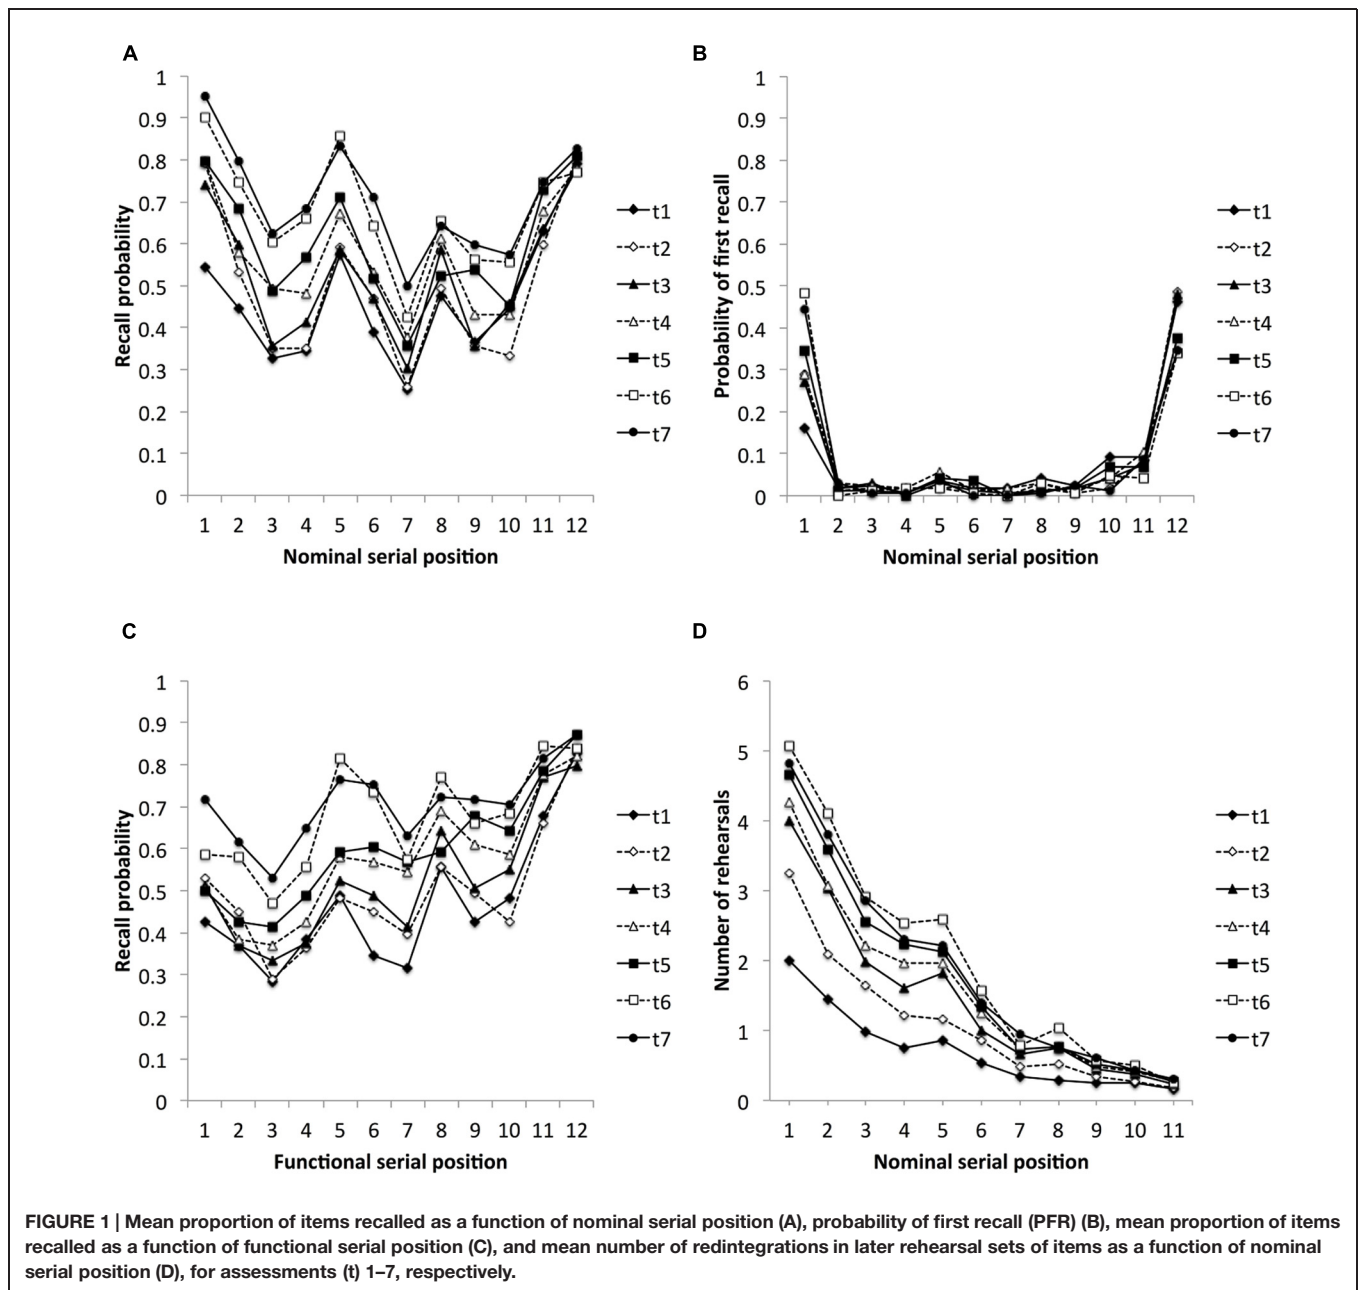 A
1
0.9
0.8
0.7
0.6
0.5
0.4
0.3
0.2
0.1
0
Recall probability
1 2 3 4 5 6 7 8 9 10 11 12
Nominal serial position
t1
t2
t3
t4
t5
t6
t7
B
1
0.9
0.8
0.7
0.6
0.5
0.4
0.3
0.2
0.1
0
Probability of first recall
1 2 3 4 5 6 7 8 9 10 11 12
Nominal serial position
t1
t2
t3
t4
t5
t6
t7
C
1
0.9
0.8
0.7
0.6
0.5
0.4
0.3
0.2
0.1
0
Recall probability
1 2 3 4 5 6 7 8 9 10 11 12
Functional serial position
t1
t2
t3
t4
t5
t6
t7
D
6
5
4
3
2
1
0
Number of rehearsals
1 2 3 4 5 6 7 8 9 10 11
Nominal serial position
t1
t2
t3
t4
t5
t6
t7
FIGURE 1 | Mean proportion of items recalled as a function of nominal serial position (A), probability of first recall (PFR) (B), mean proportion of items
recalled as a function of functional serial position (C), and mean number of redintegrations in later rehearsal sets of items as a function of nominal
serial position (D), for assessments (t) 1–7, respectively.